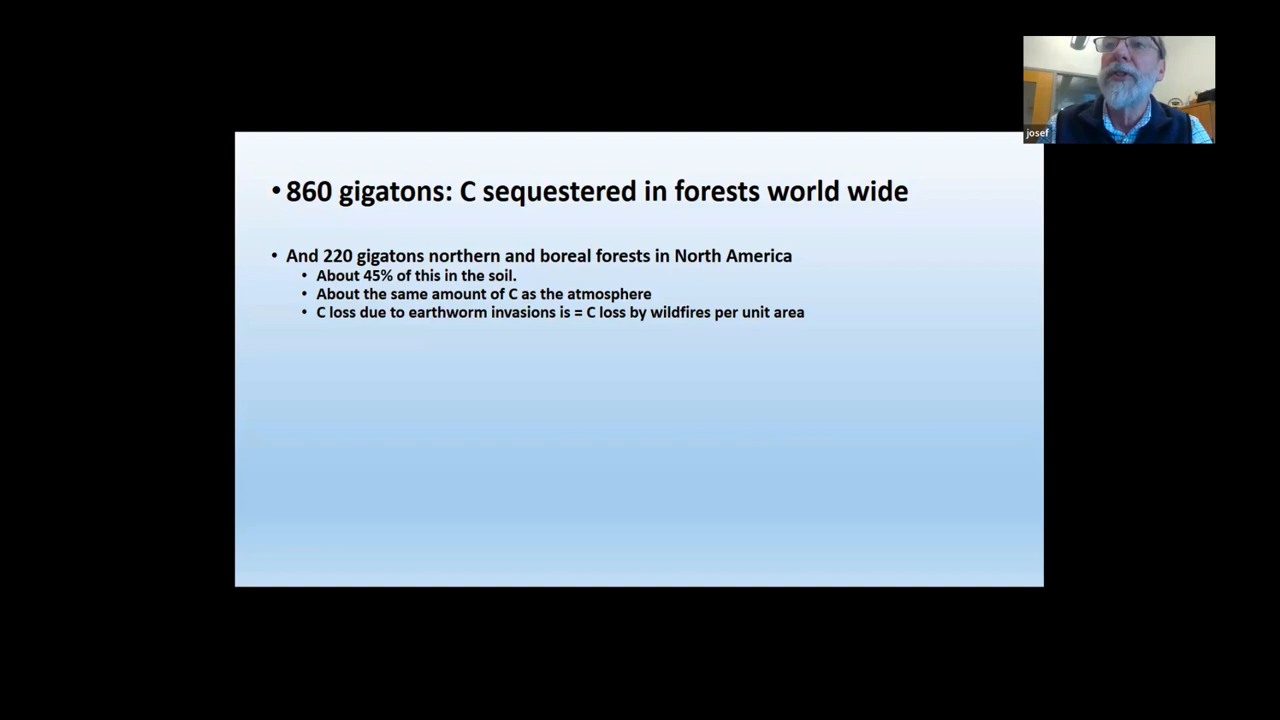 josef
• 860 gigatons: C sequestered in forests world wide
• And 220 gigatons northern and boreal forests in North America
• About 45% of this in the soil.
• About the same amount of C as the atmosphere
• C loss due to earthworm invasions is = C loss by wildfires per unit area